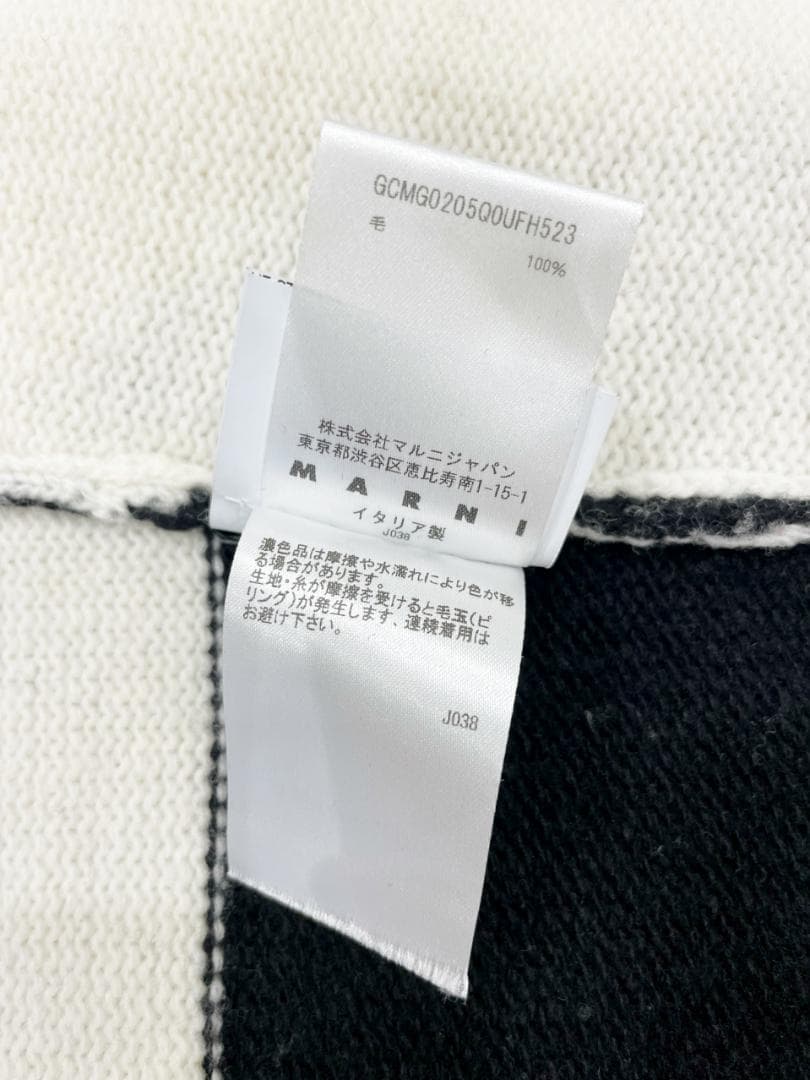 GCMG0205Q0UFH523
毛
100%
株式会社マルニジャパン
東京都渋谷区恵比寿南1-15-1
MARNI
イタリア製
J038
濃色品は摩擦や水濡れにより色が移
る場合があります。
生地・糸が摩擦を受けると毛玉(ピ
リング)が発生します、連続着用は
お避け下さい。
J038